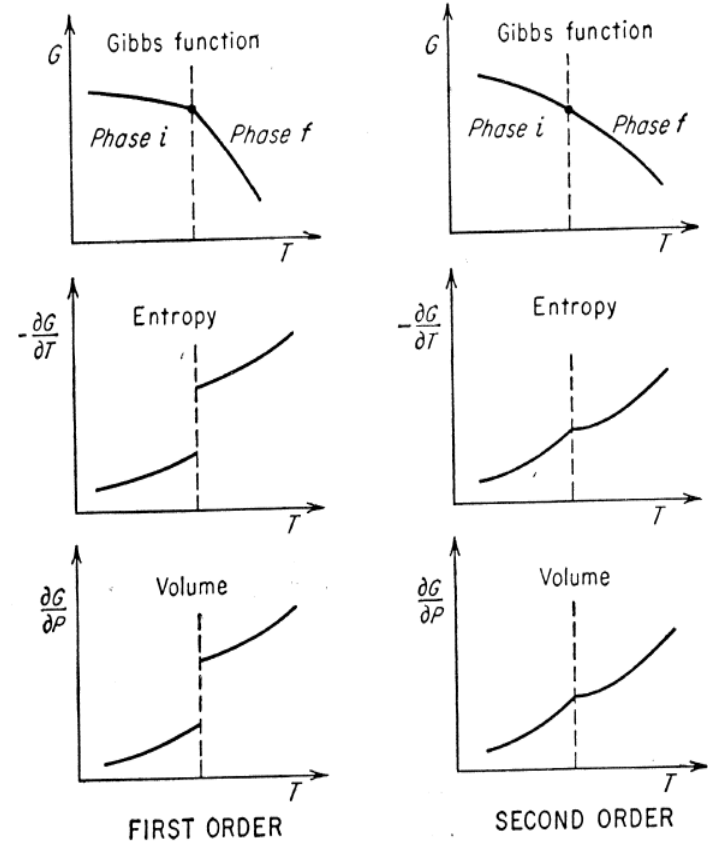 Gibbs function
G
Phase i
Phase f
T
Gibbs function
G
Phase i
Phase f
T
Entropy
-∂G/∂T
T
Entropy
-∂G/∂T
T
Volume
∂G/∂P
T
Volume
∂G/∂P
T
FIRST ORDER
SECOND ORDER